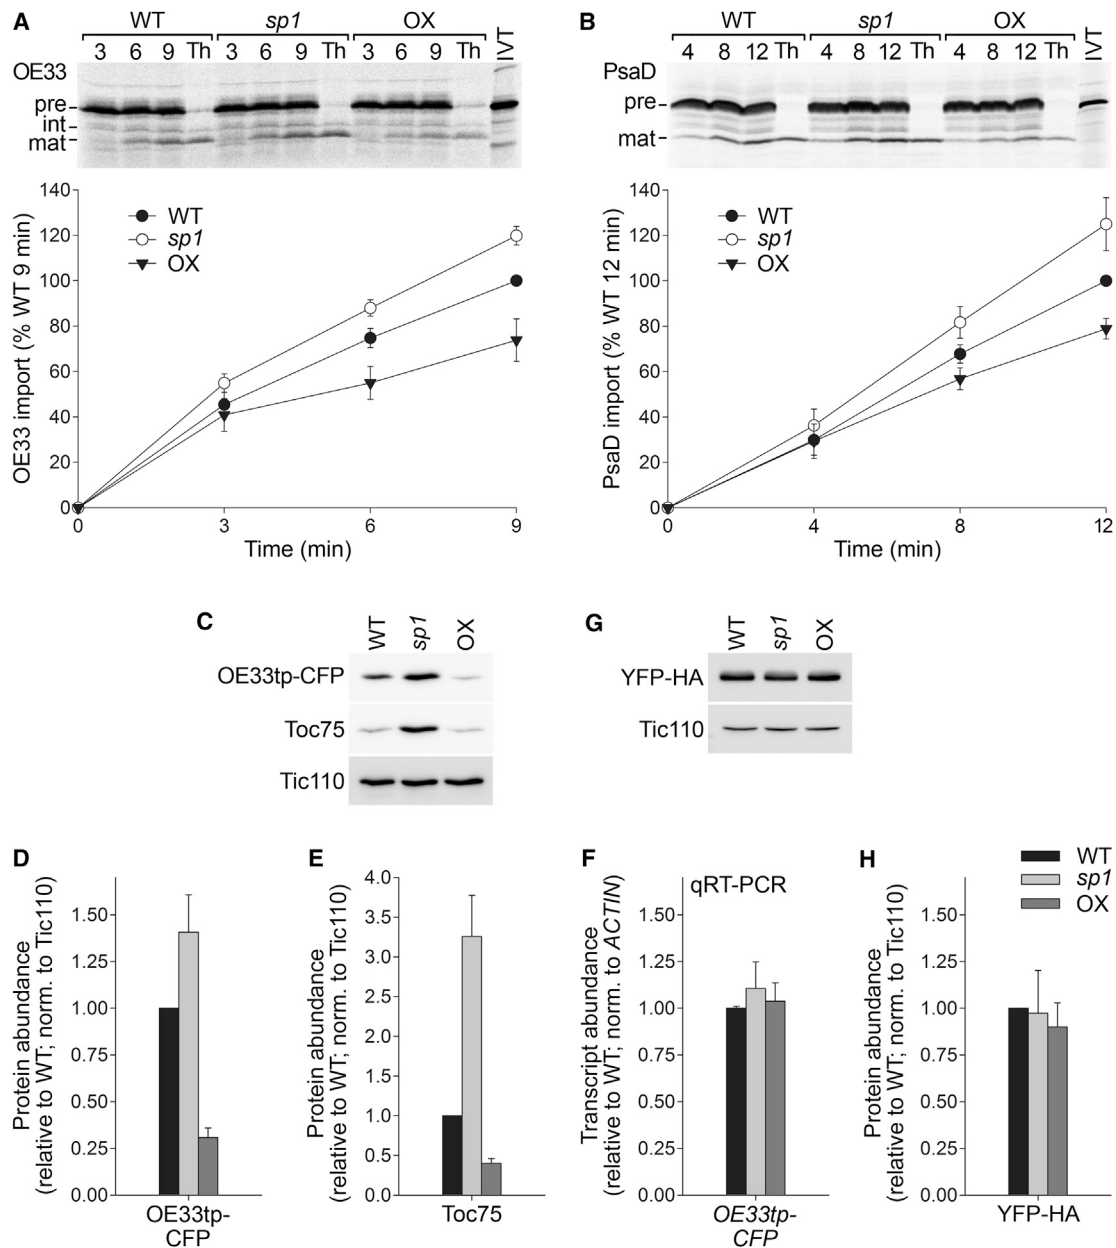 A
WT sp1 OX
3 6 9 Th 3 6 9 Th 3 6 9 Th IVT
OE33
pre
int
mat
140
120
100
80
60
40
20
0
OE33 import (% WT 9 min)
WT
sp1
OX
0 3 6 9
Time (min)
B
WT sp1 OX
4 8 12 Th 4 8 12 Th 4 8 12 Th IVT
PsaD
pre
mat
140
120
100
80
60
40
20
0
PsaD import (% WT 12 min)
WT
sp1
OX
0 4 8 12
Time (min)
C
WT sp1 OX
OE33tp-CFP
Toc75
Tic110
G
WT sp1 OX
YFP-HA
Tic110
D
Protein abundance
(relative to WT; norm. to Tic110)
1.50
1.25
1.00
0.75
0.50
0.25
0.00
OE33tp-
CFP
E
Protein abundance
(relative to WT; norm. to Tic110)
4.0
3.5
3.0
2.5
2.0
1.5
1.0
0.5
0.0
Toc75
F
qRT-PCR
Transcript abundance
(relative to WT; norm. to ACTIN)
1.50
1.25
1.00
0.75
0.50
0.25
0.00
OE33tp-
CFP
H
WT
sp1
OX
Protein abundance
(relative to WT; norm. to Tic110)
1.50
1.25
1.00
0.75
0.50
0.25
0.00
YFP-HA